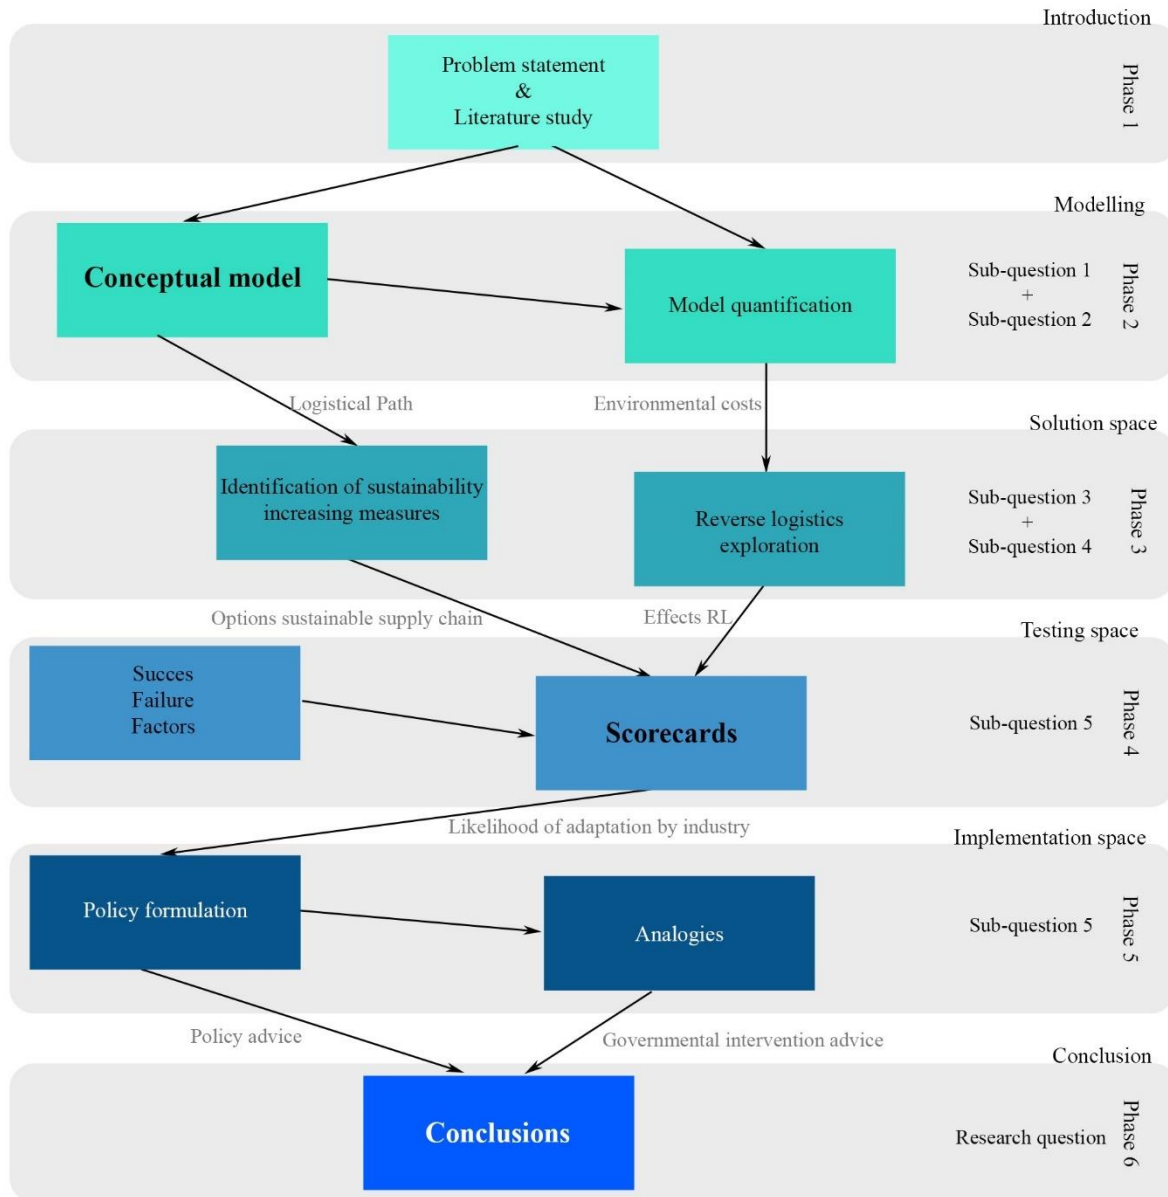 Introduction
Problem statement
&
Literature study
Phase 1
Modelling
Conceptual model
Model quantification
Sub-question 1
+
Sub-question 2
Phase 2
Logistical Path
Environmental costs
Solution space
Identification of sustainability
increasing measures
Reverse logistics
exploration
Sub-question 3
+
Sub-question 4
Phase 3
Options sustainable supply chain
Effects RL
Testing space
Succes
Failure
Factors
Scorecards
Sub-question 5
Phase 4
Likelihood of adaptation by industry
Implementation space
Policy formulation
Analogies
Sub-question 5
Phase 5
Policy advice
Governmental intervention advice
Conclusion
Conclusions
Research question
Phase 6